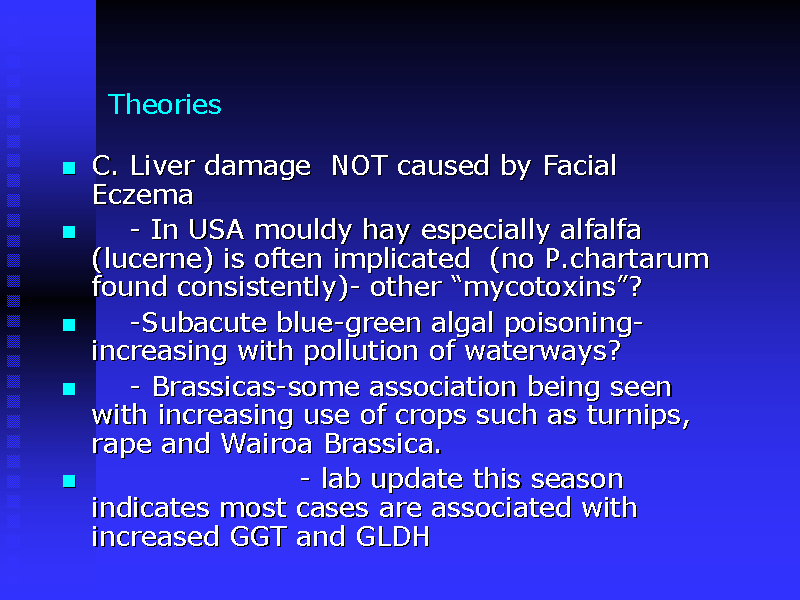 Theories
C. Liver damage  NOT caused by Facial
Eczema
- In USA mouldy hay especially alfalfa
(lucerne) is often implicated  (no P.chartarum
found consistently)- other “mycotoxins”?
-Subacute blue-green algal poisoning-
increasing with pollution of waterways?
- Brassicas-some association being seen
with increasing use of crops such as turnips,
rape and Wairoa Brassica.
- lab update this season
indicates most cases are associated with
increased GGT and GLDH